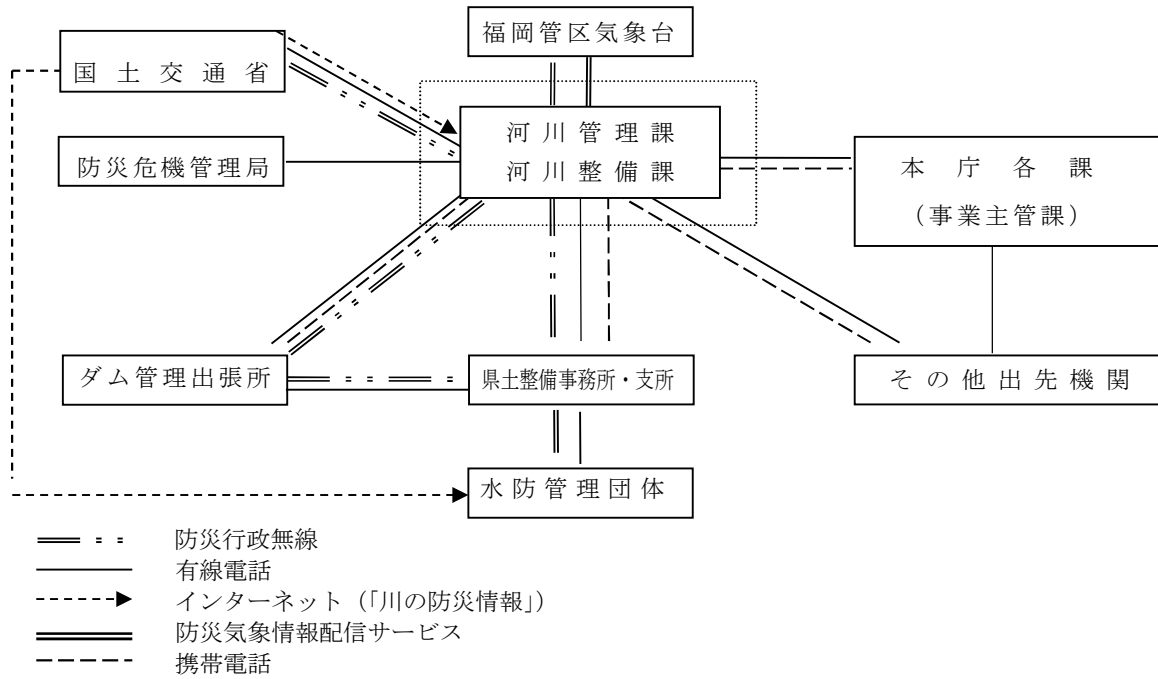 福岡管区気象台
国土交通省
河川管理課
河川整備課
防災危機管理局
本庁各課
（事業主管課）
ダム管理出張所
県土整備事務所・支所
その他出先機関
水防管理団体
防災行政無線
有線電話
インターネット（「川の防災情報」）
防災気象情報配信サービス
携帯電話